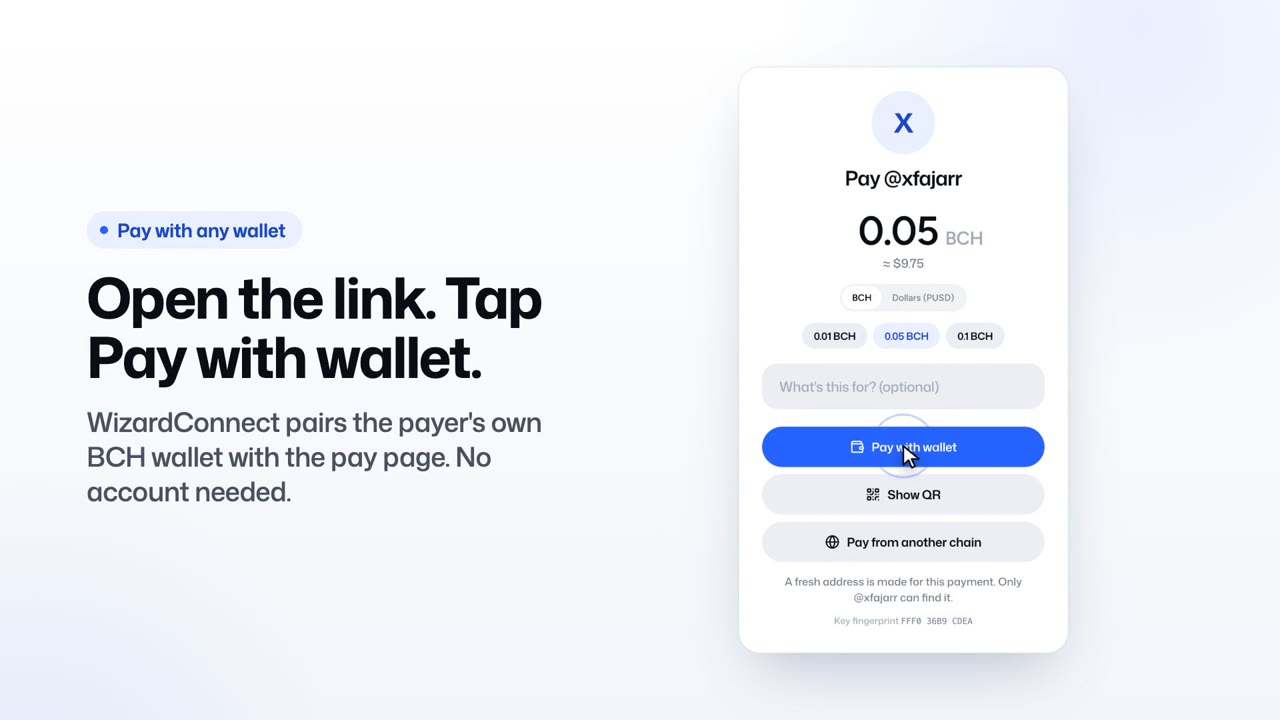 Pay with any wallet
Open the link. Tap
Pay with wallet.
WizardConnect pairs the payer's own
BCH wallet with the pay page. No
account needed.
X
Pay @xfajarr
0.05 BCH
≈ $9.75
BCH Dollars (PUSD)
0.01 BCH 0.05 BCH 0.1 BCH
What's this for? (optional)
Pay with wallet
Show QR
Pay from another chain
A fresh address is made for this payment. Only
@xfajarr can find it.
Key fingerprint FFF0 36B9 CDEA